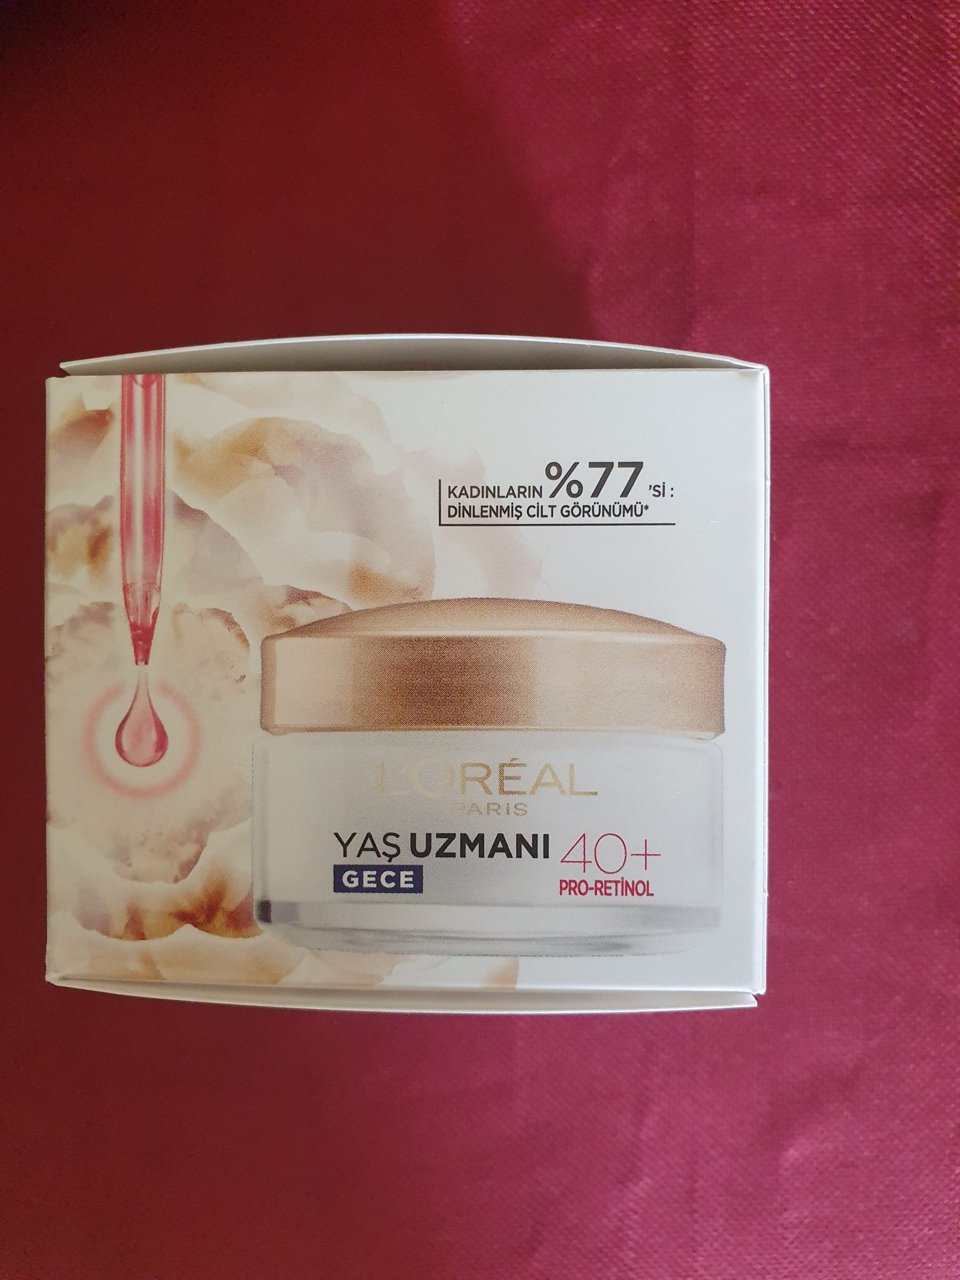 KADINLARIN %77 'Sİ :
DİNLENMİŞ CİLT GÖRÜNÜMÜ*
L'ORÉAL
PARiS
YAŞ UZMANI
GECE
40+
PRO-RETİNOL